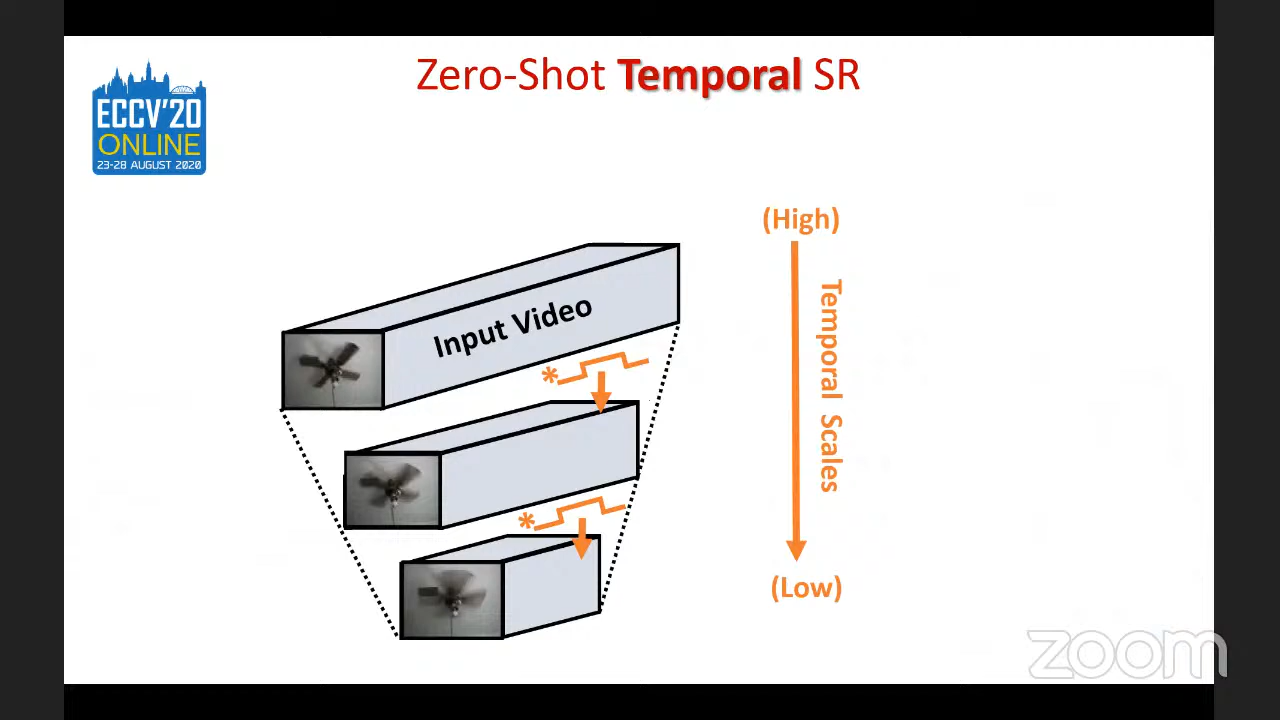 Zero-Shot Temporal SR
ECCV'20
ONLINE
23-28 AUGUST 2020
(High)
Input Video
*
Temporal Scales
*
(Low)
zoom